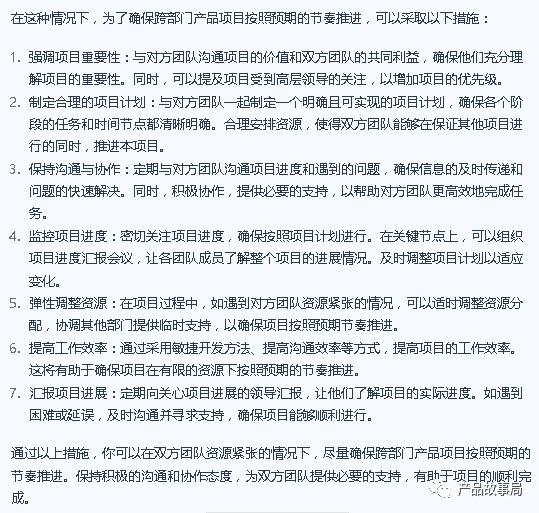 在这种情况下，为了确保跨部门产品项目按照预期的节奏推进，可以采取以下措施：
1. 强调项目重要性：与对方团队沟通项目的价值和双方团队的共同利益，确保他们充分理
解项目的重要性。同时，可以提及项目受到高层领导的关注，以增加项目的优先级。
2. 制定合理的项目计划：与对方团队一起制定一个明确且可实现的项目计划，确保各个阶
段的任务和时间节点都清晰明确。合理安排资源，使得双方团队能够在保证其他项目进
行的同时，推进本项目。
3. 保持沟通与协作：定期与对方团队沟通项目进度和遇到的问题，确保信息的及时传递和
问题的快速解决。同时，积极协作，提供必要的支持，以帮助对方团队更高效地完成任
务。
4. 监控项目进度：密切关注项目进度，确保按照项目计划进行。在关键节点上，可以组织
项目进度汇报会议，让各团队成员了解整个项目的进展情况。及时调整项目计划以适应
变化。
5. 弹性调整资源：在项目过程中，如遇到对方团队资源紧张的情况，可以适时调整资源分
配，协调其他部门提供临时支持，以确保项目按照预期节奏推进。
6. 提高工作效率：通过采用敏捷开发方法、提高沟通效率等方式，提高项目的工作效率。
这将有助于确保项目在有限的资源下按照预期的节奏进行。
7. 汇报项目进展：定期向关心项目进展的领导汇报，让他们了解项目的实际进度。如遇到
困难或延误，及时沟通并寻求支持，确保项目能够顺利进行。
通过以上措施，你可以在双方团队资源紧张的情况下，尽量确保跨部门产品项目按照预期的
节奏推进。保持积极的沟通和协作态度，为双方团队提供必要的支持，有助于项目的顺利完
成。
产品故事局